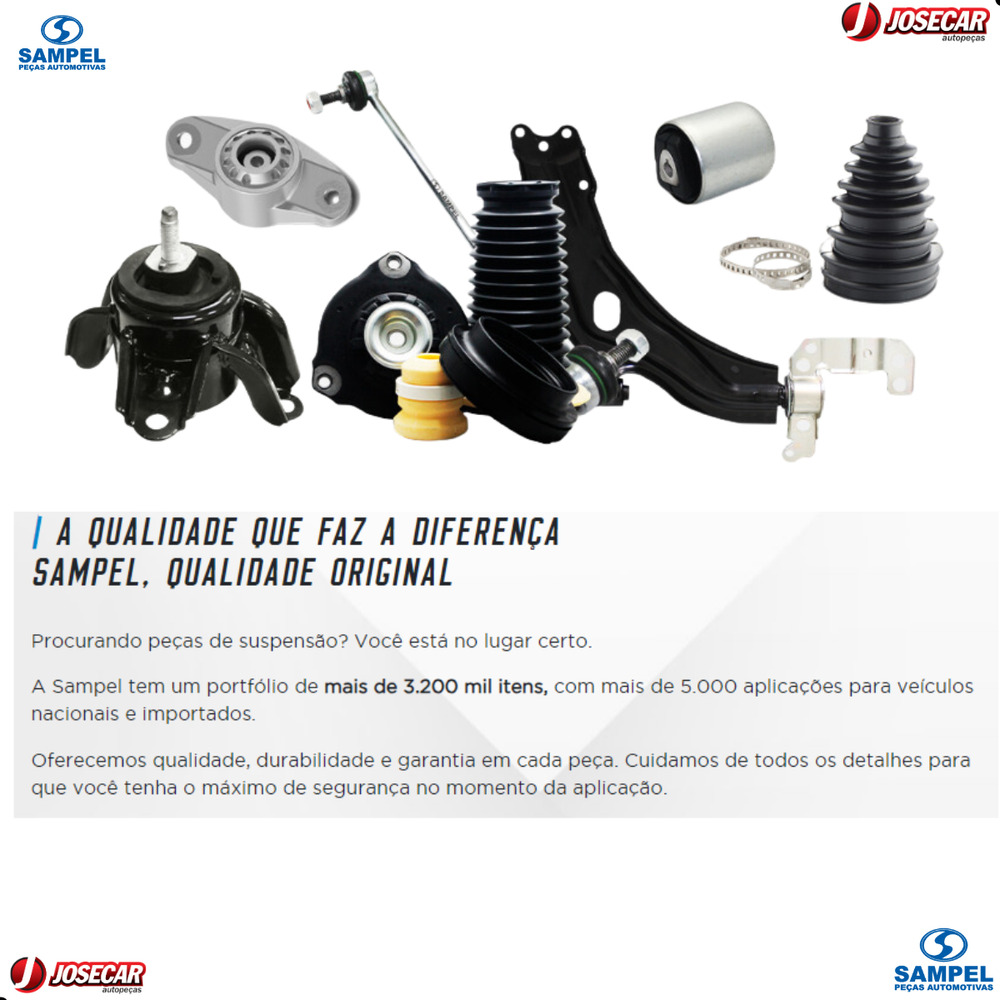 SAMPEL
PEÇAS AUTOMOTIVAS
JOSECAR
autopeças
SAMPEL
| A QUALIDADE QUE FAZ A DIFERENÇA
SAMPEL, QUALIDADE ORIGINAL
Procurando peças de suspensão? Você está no lugar certo.
A Sampel tem um portfólio de mais de 3.200 mil itens, com mais de 5.000 aplicações para veículos
nacionais e importados.
Oferecemos qualidade, durabilidade e garantia em cada peça. Cuidamos de todos os detalhes para
que você tenha o máximo de segurança no momento da aplicação.
JOSECAR
autopeças
SAMPEL
PEÇAS AUTOMOTIVAS